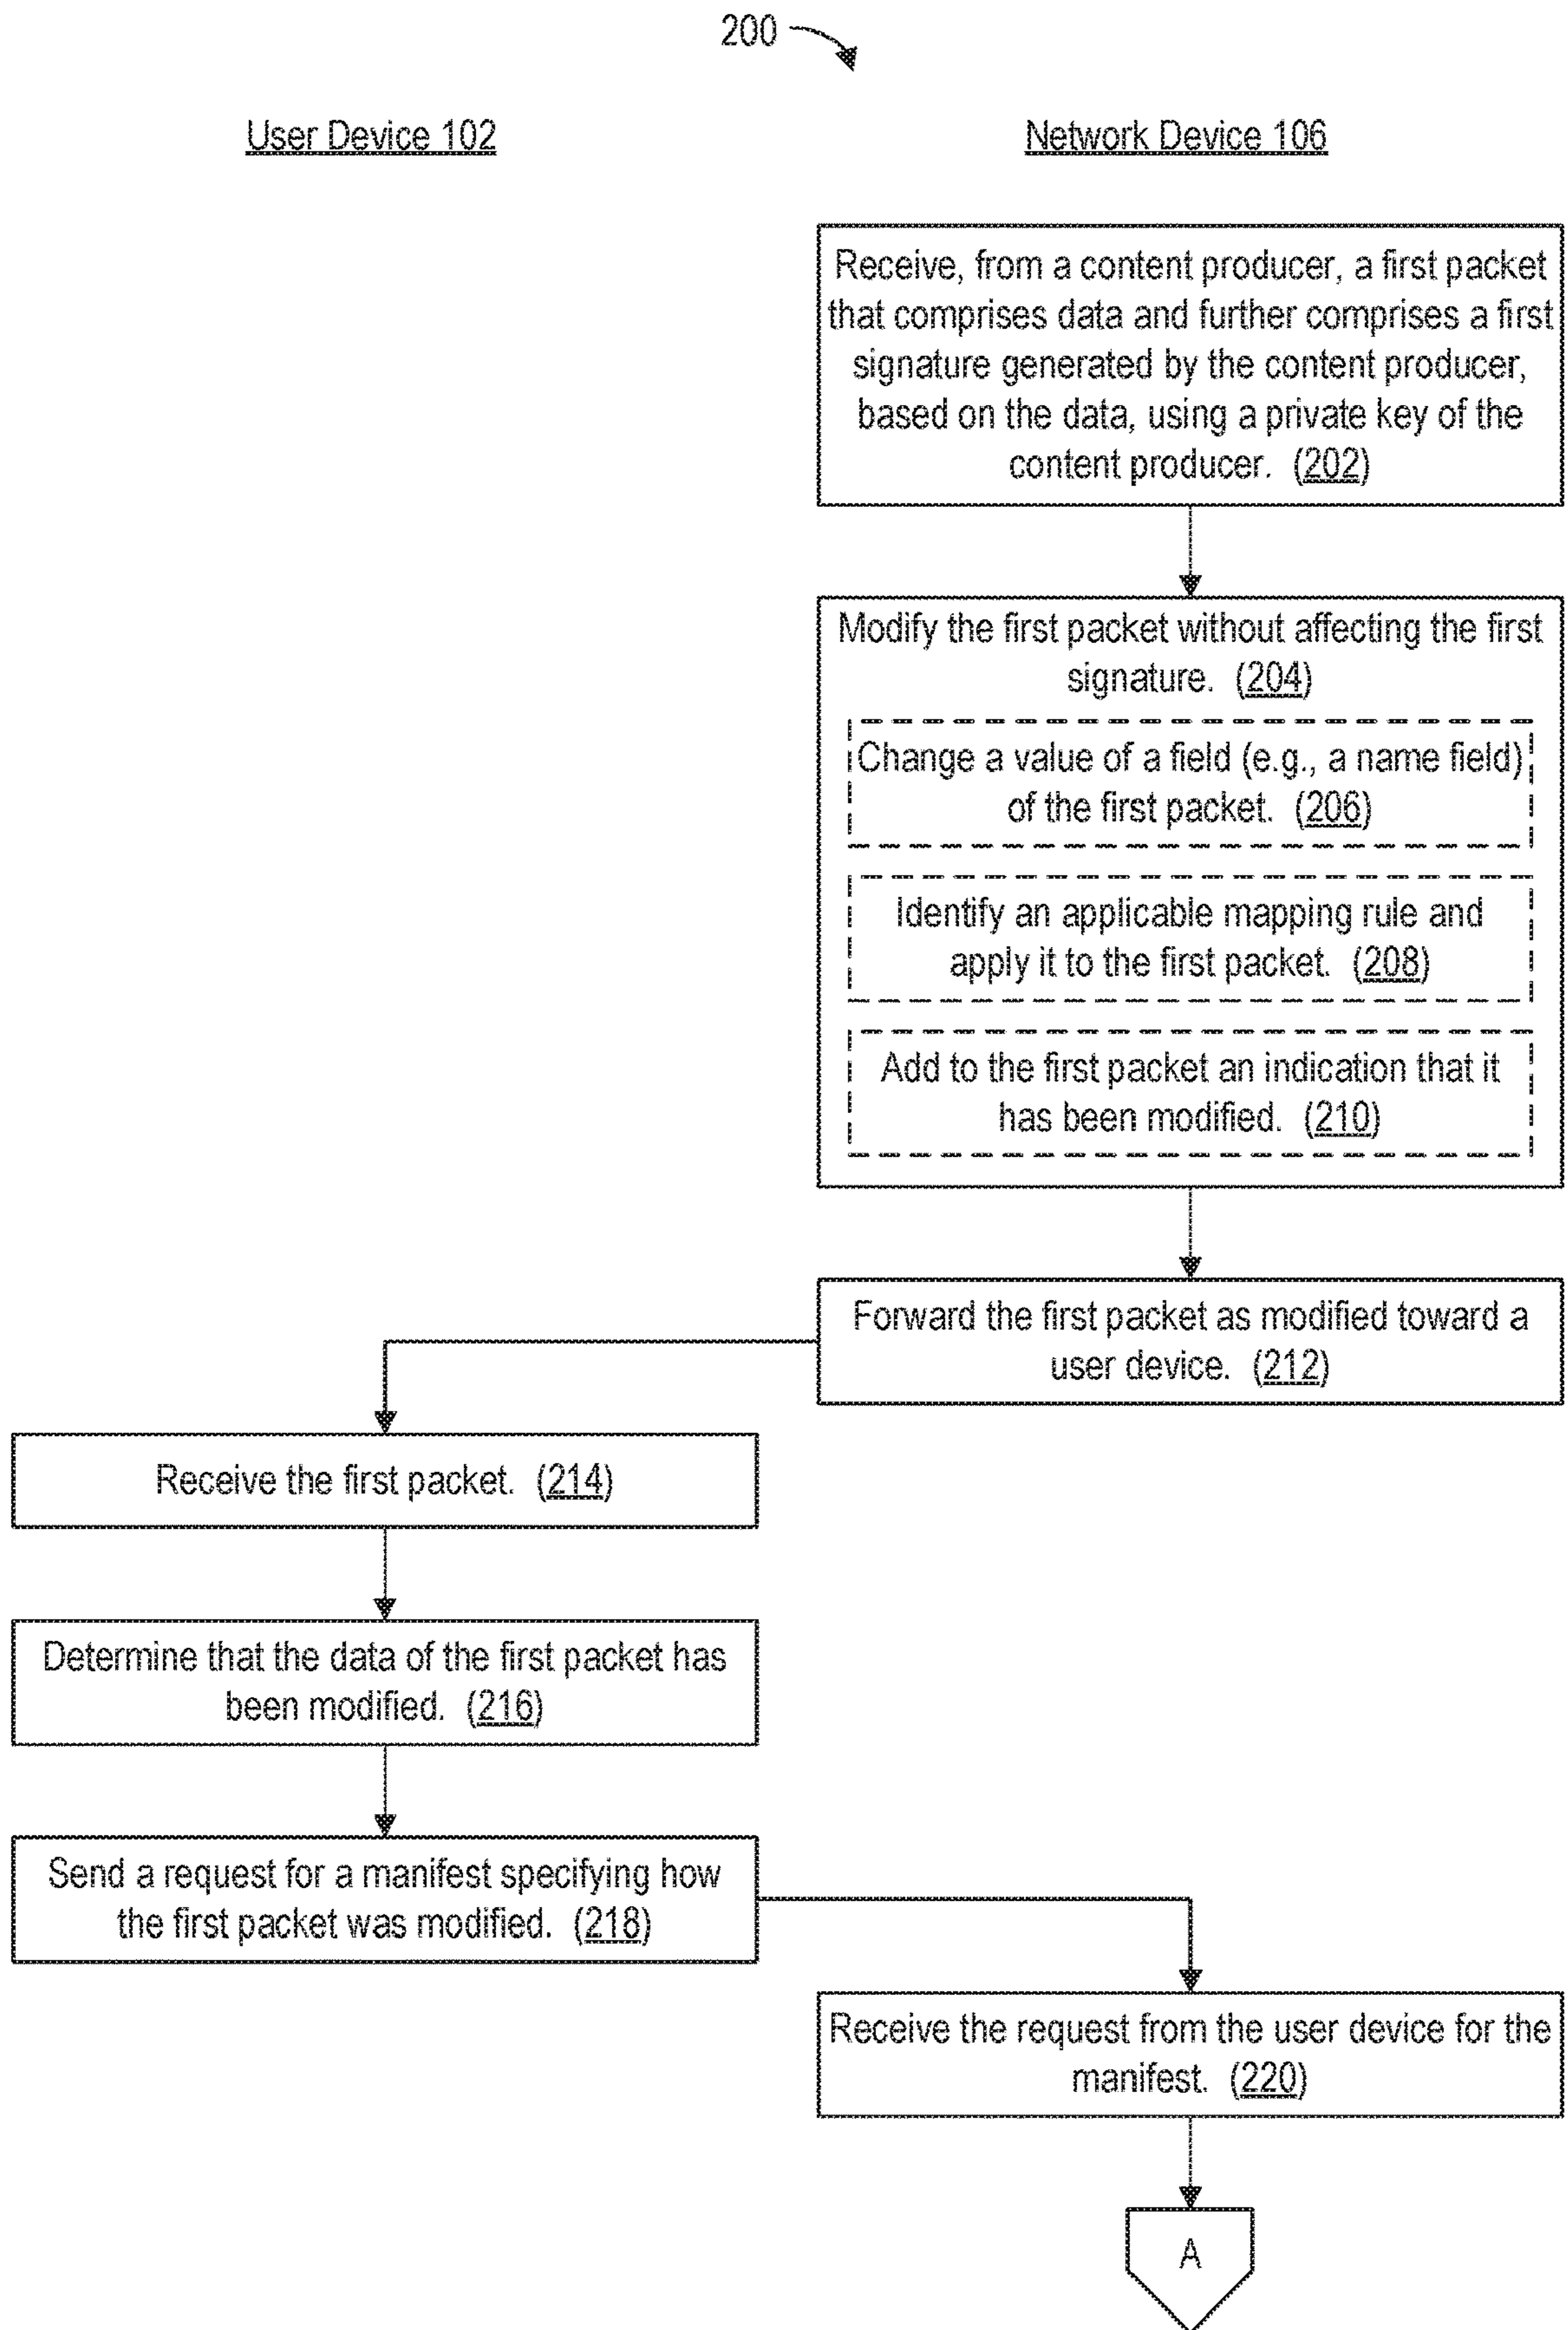 200
User Device 102
Network Device 106
Receive, from a content producer, a first packet
that comprises data and further comprises a first
signature generated by the content producer,
based on the data, using a private key of the
content producer. (202)
Modify the first packet without affecting the first
signature. (204)
Change a value of a field (e.g., a name field)
of the first packet. (206)
Identify an applicable mapping rule and
apply it to the first packet. (208)
Add to the first packet an indication that it
has been modified. (210)
Forward the first packet as modified toward a
user device. (212)
Receive the first packet. (214)
Determine that the data of the first packet has
been modified. (216)
Send a request for a manifest specifying how
the first packet was modified. (218)
Receive the request from the user device for the
manifest. (220)
A